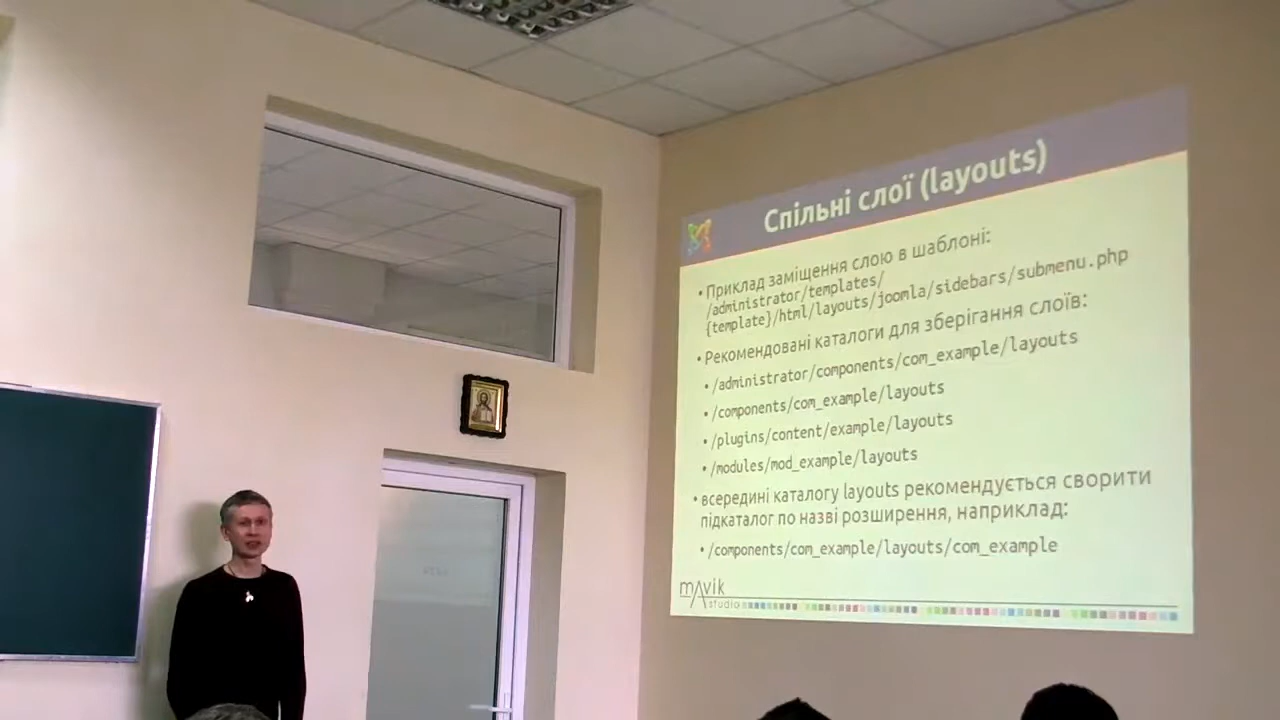 Спільні слої (layouts)
• Приклад заміщення слою в шаблоні:
/administrator/templates/
{template}/html/layouts/joomla/sidebars/submenu.php
• Рекомендовані каталоги для зберігання слоїв:
• /administrator/components/com_example/layouts
• /components/com_example/layouts
• /plugins/content/example/layouts
• /modules/mod_example/layouts
• всередині каталогу layouts рекомендується сворити
підкаталог по назві розширення, наприклад:
• /components/com_example/layouts/com_example
mAvik
studio